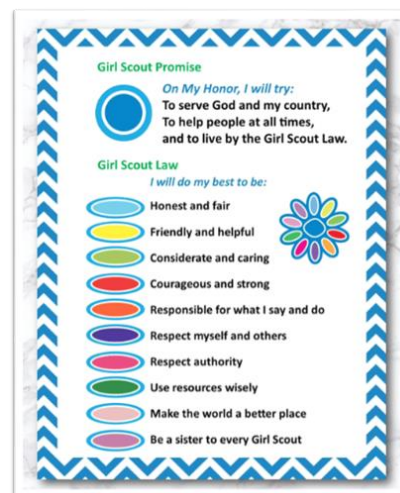 Girl Scout Promise
On My Honor, I will try:
To serve God and my country,
To help people at all times,
and to live by the Girl Scout Law.
Girl Scout Law
I will do my best to be:
Honest and fair
Friendly and helpful
Considerate and caring
Courageous and strong
Responsible for what I say and do
Respect myself and others
Respect authority
Use resources wisely
Make the world a better place
Be a sister to every Girl Scout